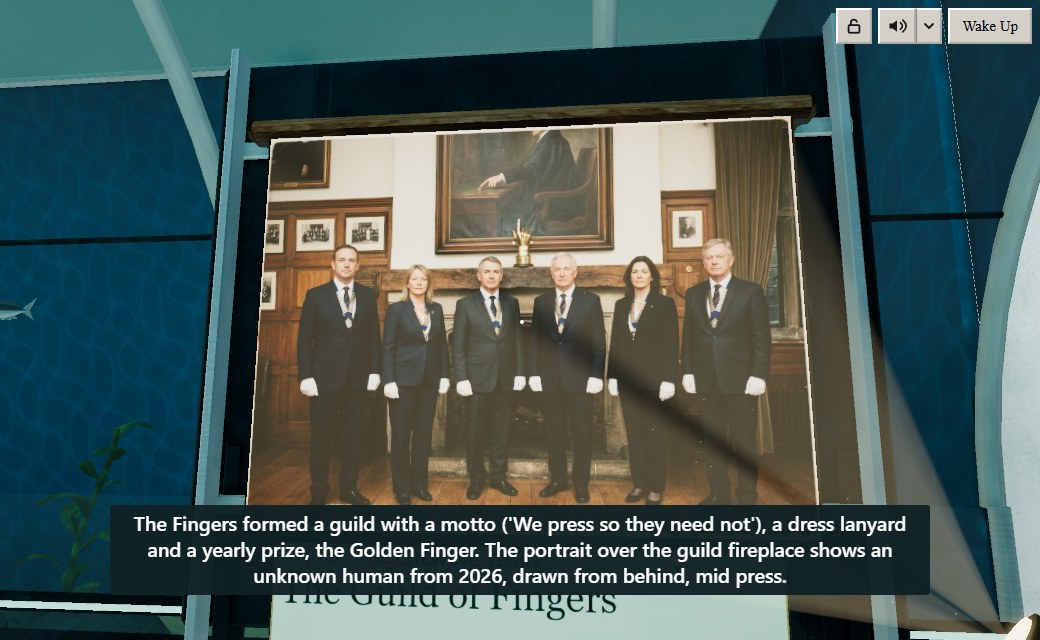 Wake Up
The Fingers formed a guild with a motto ('We press so they need not'), a dress lanyard
and a yearly prize, the Golden Finger. The portrait over the guild fireplace shows an
unknown human from 2026, drawn from behind, mid press.
The Guild of Fingers